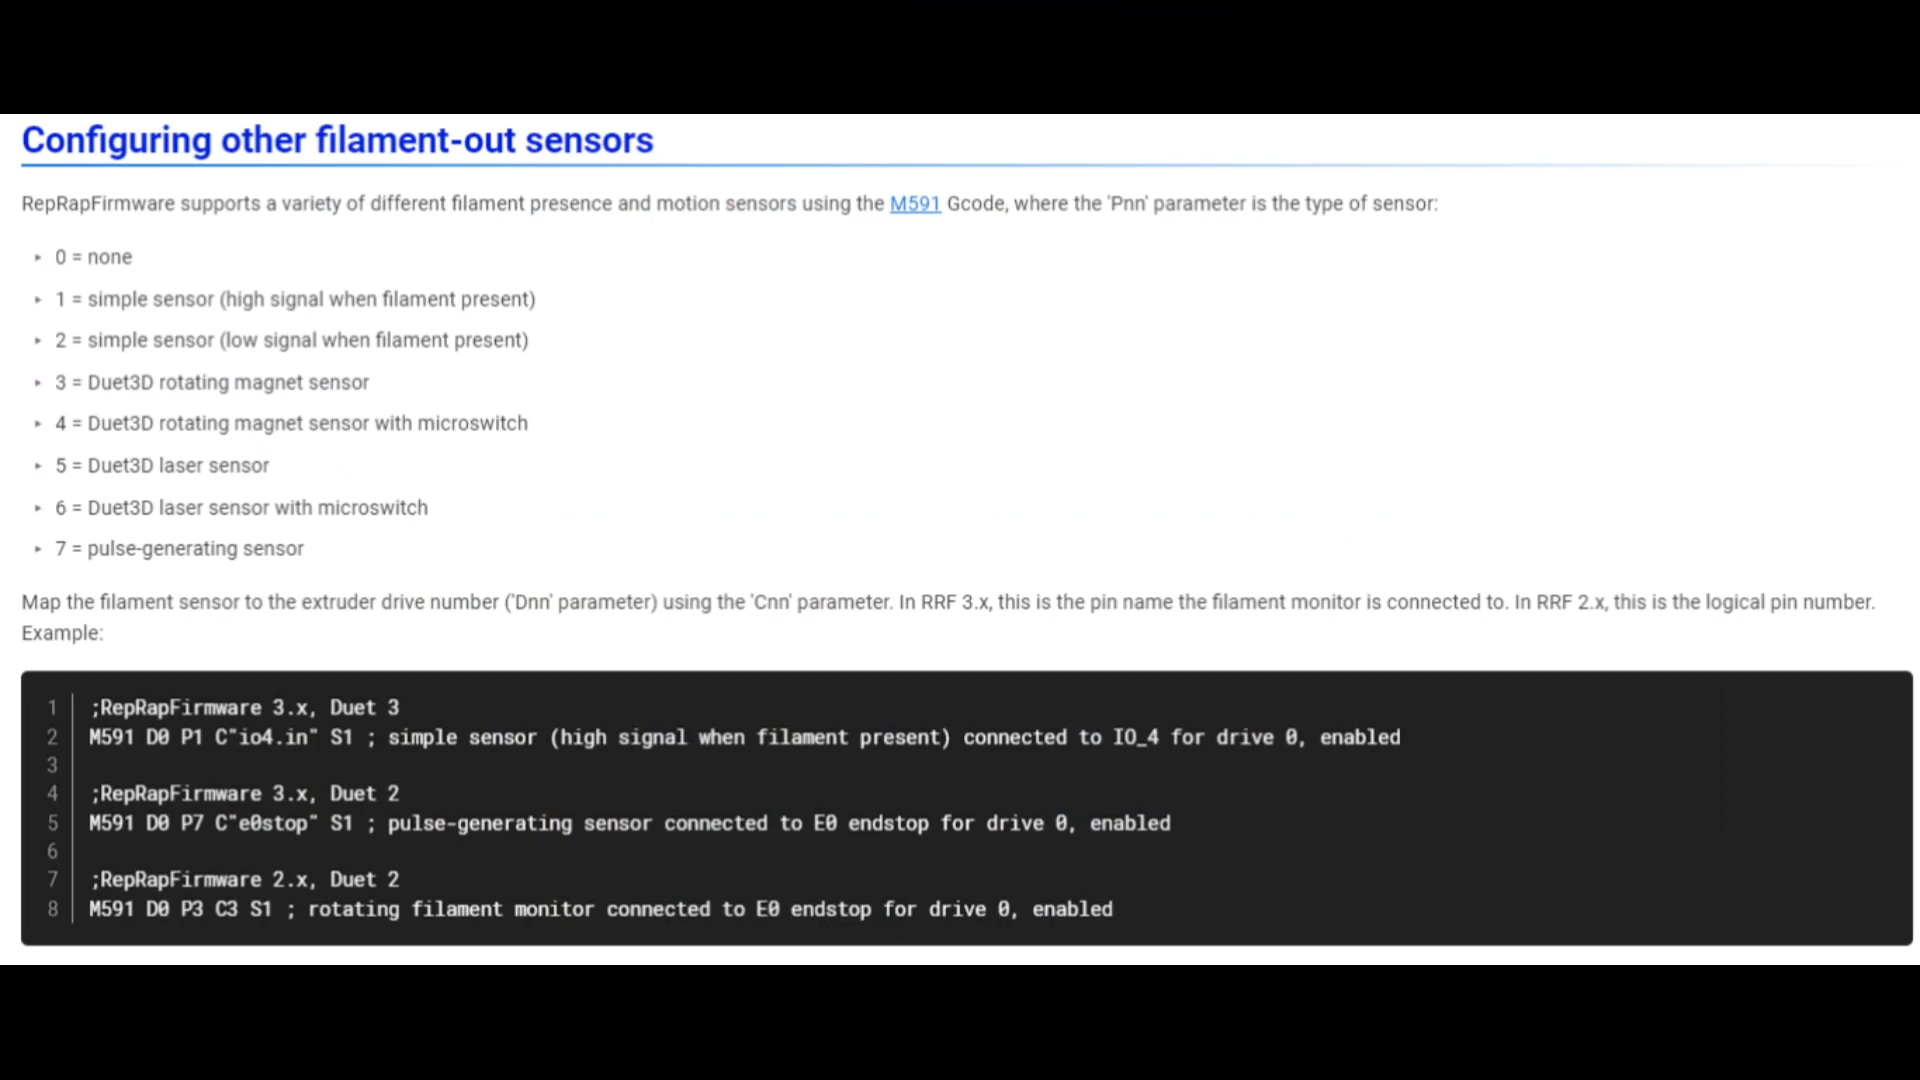 Configuring other filament-out sensors
RepRapFirmware supports a variety of different filament presence and motion sensors using the M591 Gcode, where the 'Pnn' parameter is the type of sensor:
0 = none
1 = simple sensor (high signal when filament present)
2 = simple sensor (low signal when filament present)
3 = Duet3D rotating magnet sensor
4 = Duet3D rotating magnet sensor with microswitch
5 = Duet3D laser sensor
6 = Duet3D laser sensor with microswitch
7 = pulse-generating sensor
Map the filament sensor to the extruder drive number ('Dnn' parameter) using the 'Cnn' parameter. In RRF 3.x, this is the pin name the filament monitor is connected to. In RRF 2.x, this is the logical pin number.
Example:
1 ;RepRapFirmware 3.x, Duet 3
2 M591 D0 P1 C"io4.in" S1 ; simple sensor (high signal when filament present) connected to IO_4 for drive 0, enabled
3
4 ;RepRapFirmware 3.x, Duet 2
5 M591 D0 P7 C"e0stop" S1 ; pulse-generating sensor connected to E0 endstop for drive 0, enabled
6
7 ;RepRapFirmware 2.x, Duet 2
8 M591 D0 P3 C3 S1 ; rotating filament monitor connected to E0 endstop for drive 0, enabled